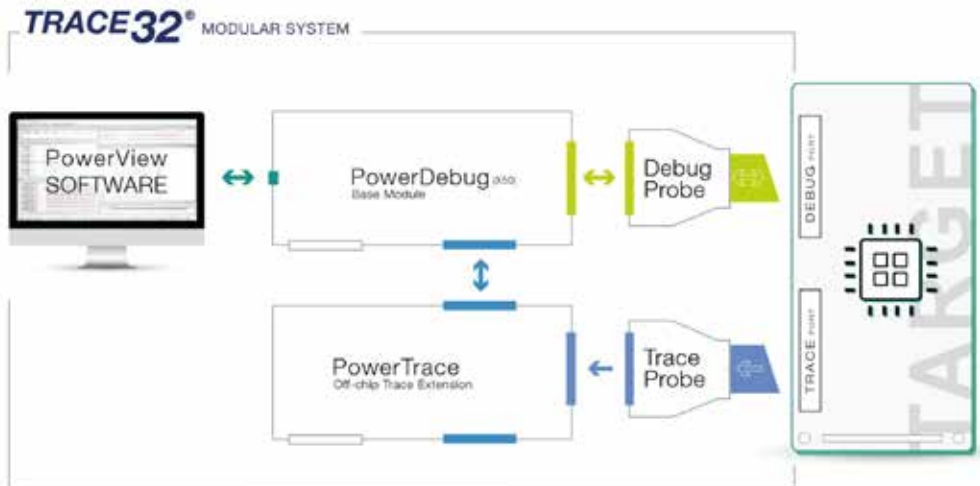 TRACE32® MODULAR SYSTEM
PowerView
SOFTWARE
PowerDebug
Base Module
Debug
Probe
DEBUG PORT
TARGET
PowerTrace
Off-chip Trace Extension
Trace
Probe
TRACE PORT